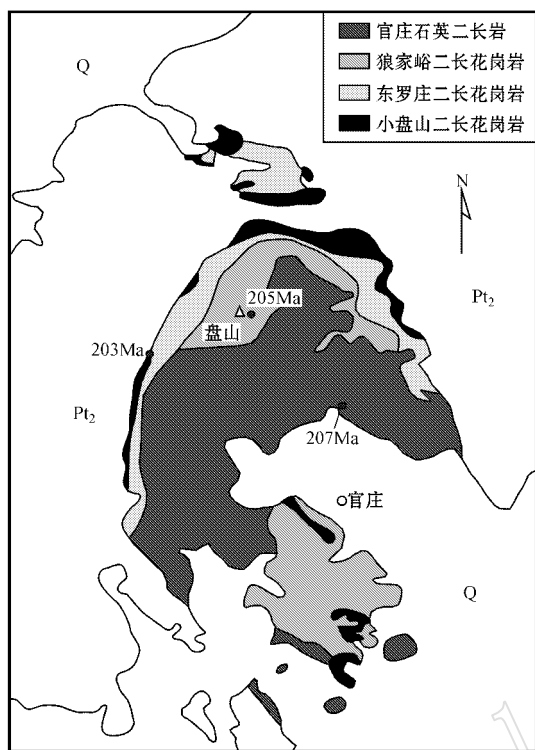 官庄石英二长岩
狼家峪二长花岗岩
东罗庄二长花岗岩
小盘山二长花岗岩
Q
N
Pt₂
205Ma
盘山
203Ma
Pt₂
207Ma
官庄
Q